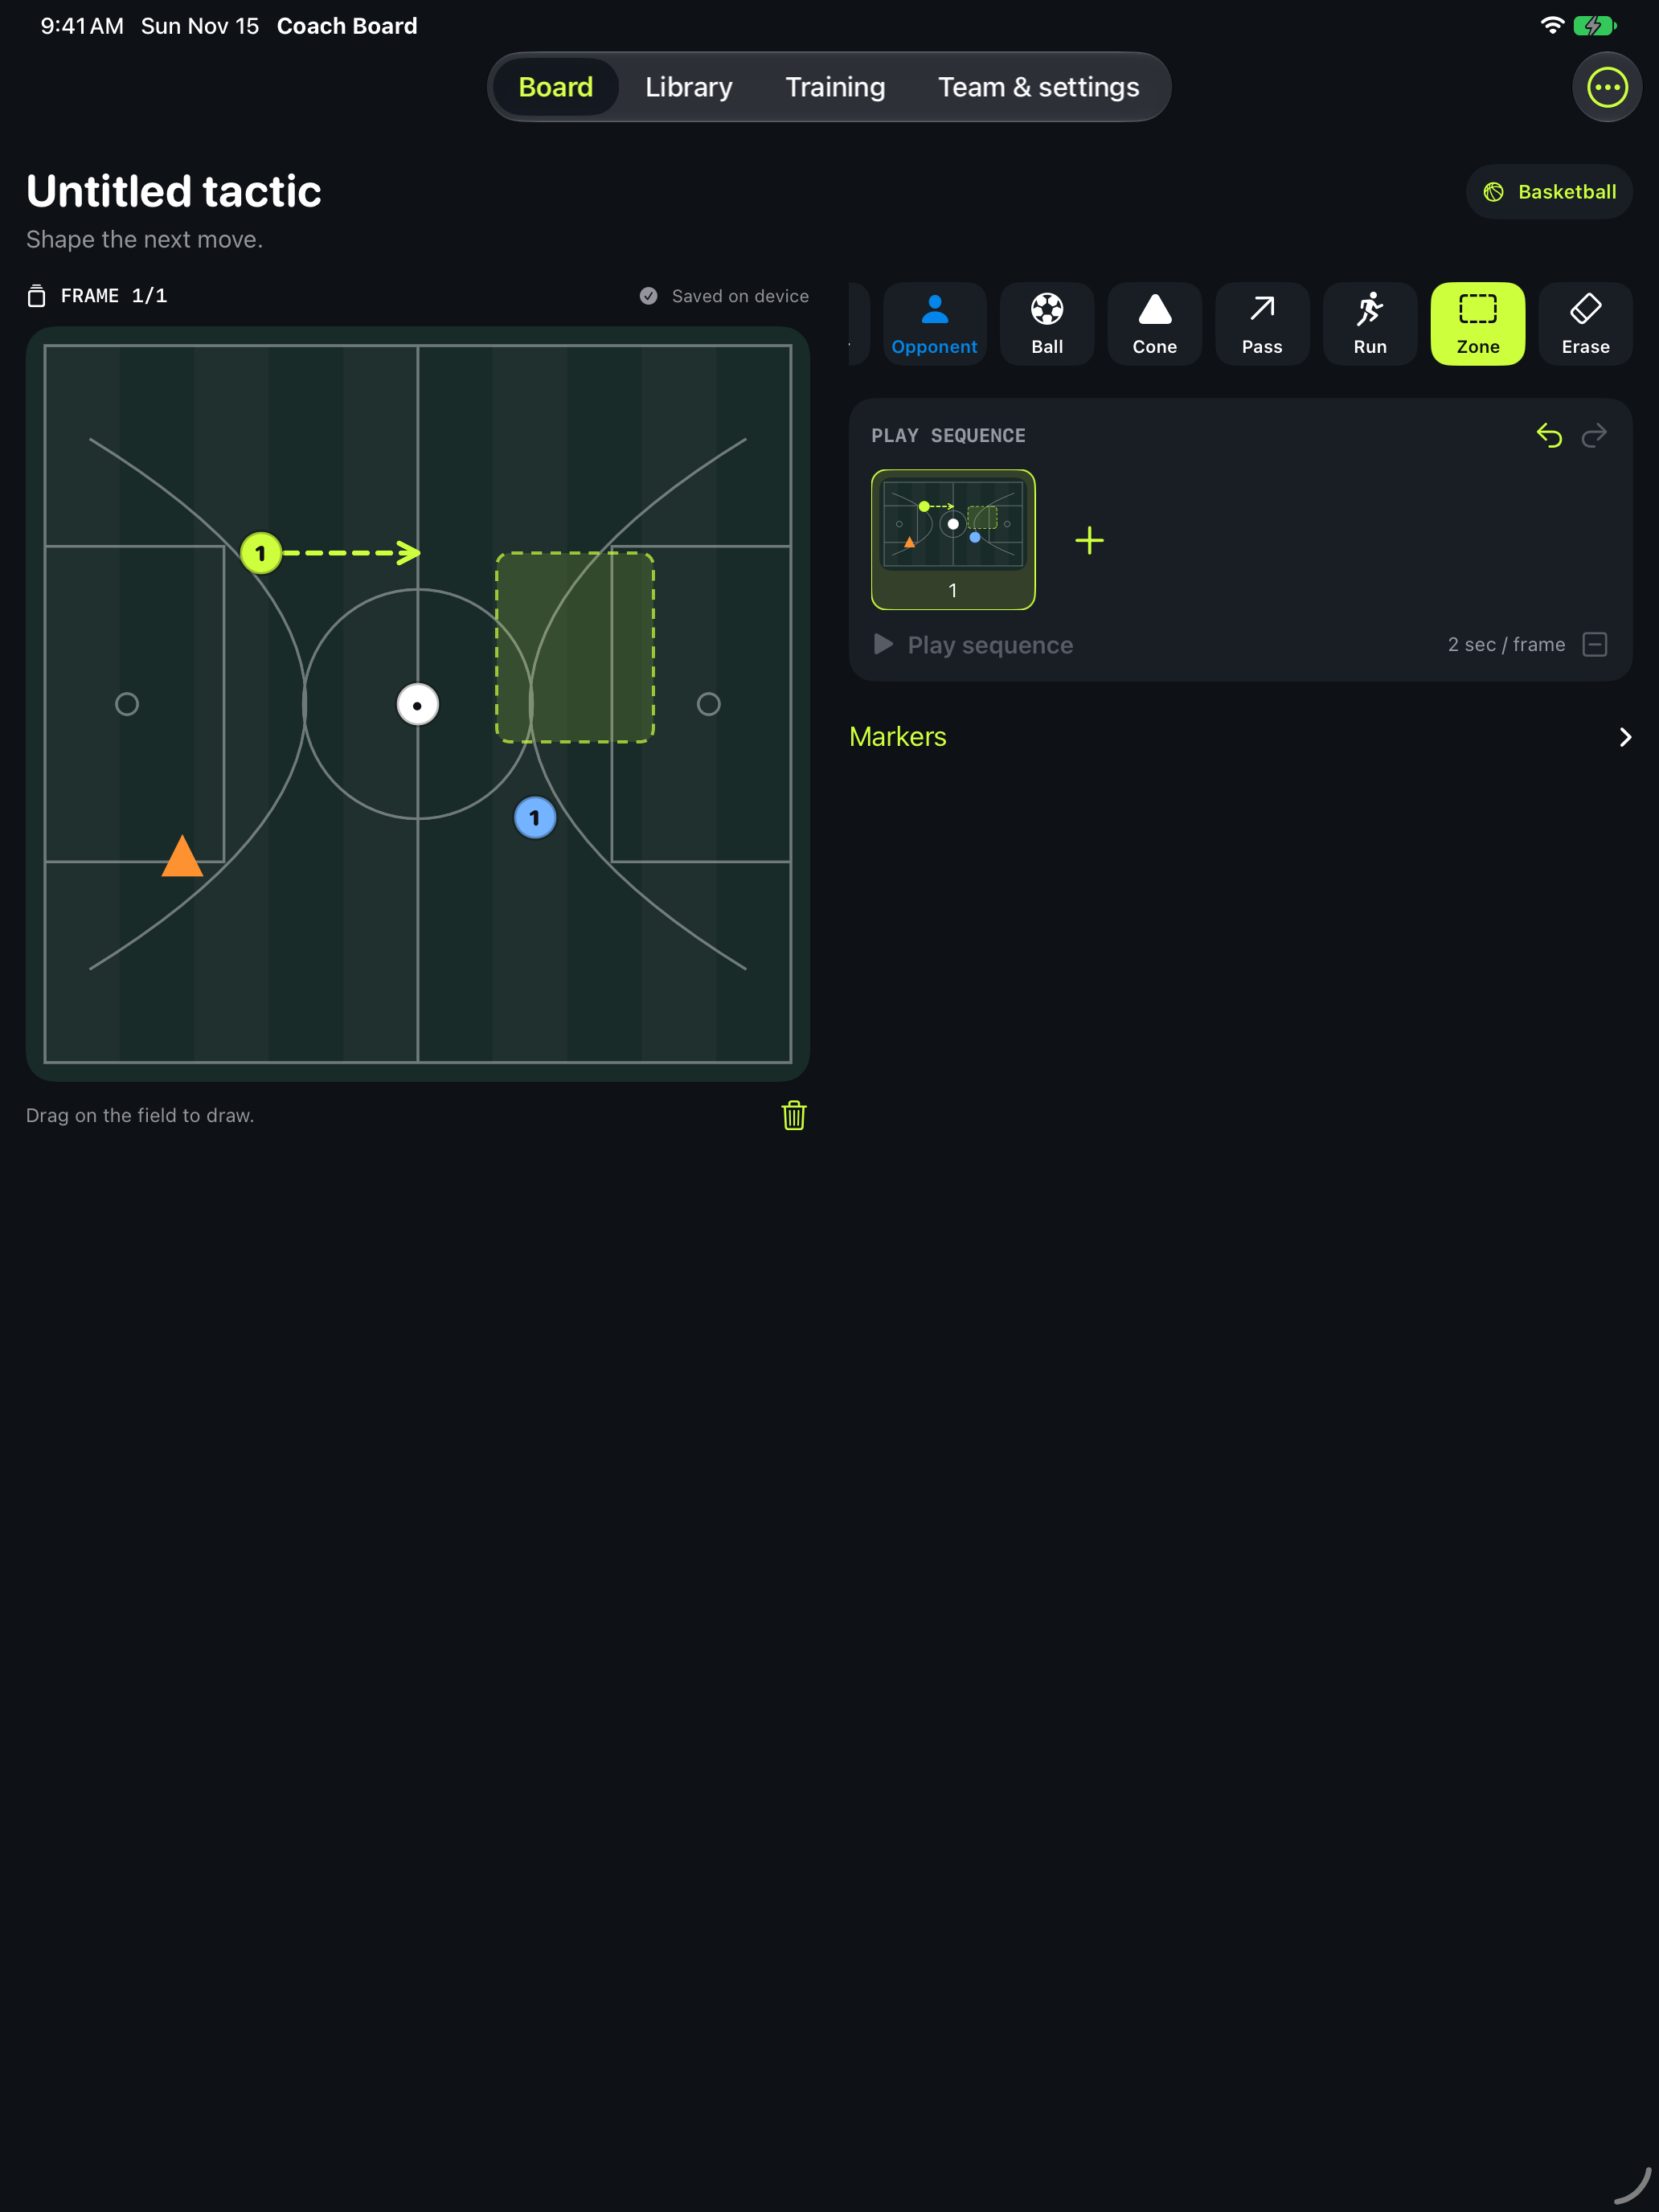 9:41 AM Sun Nov 15 Coach Board
Board Library Training Team & settings
Untitled tactic
Basketball
Shape the next move.
FRAME 1/1
Saved on device
Opponent Ball Cone Pass Run Zone Erase
PLAY SEQUENCE
1
Play sequence
2 sec / frame
Markers
1
1
Drag on the field to draw.